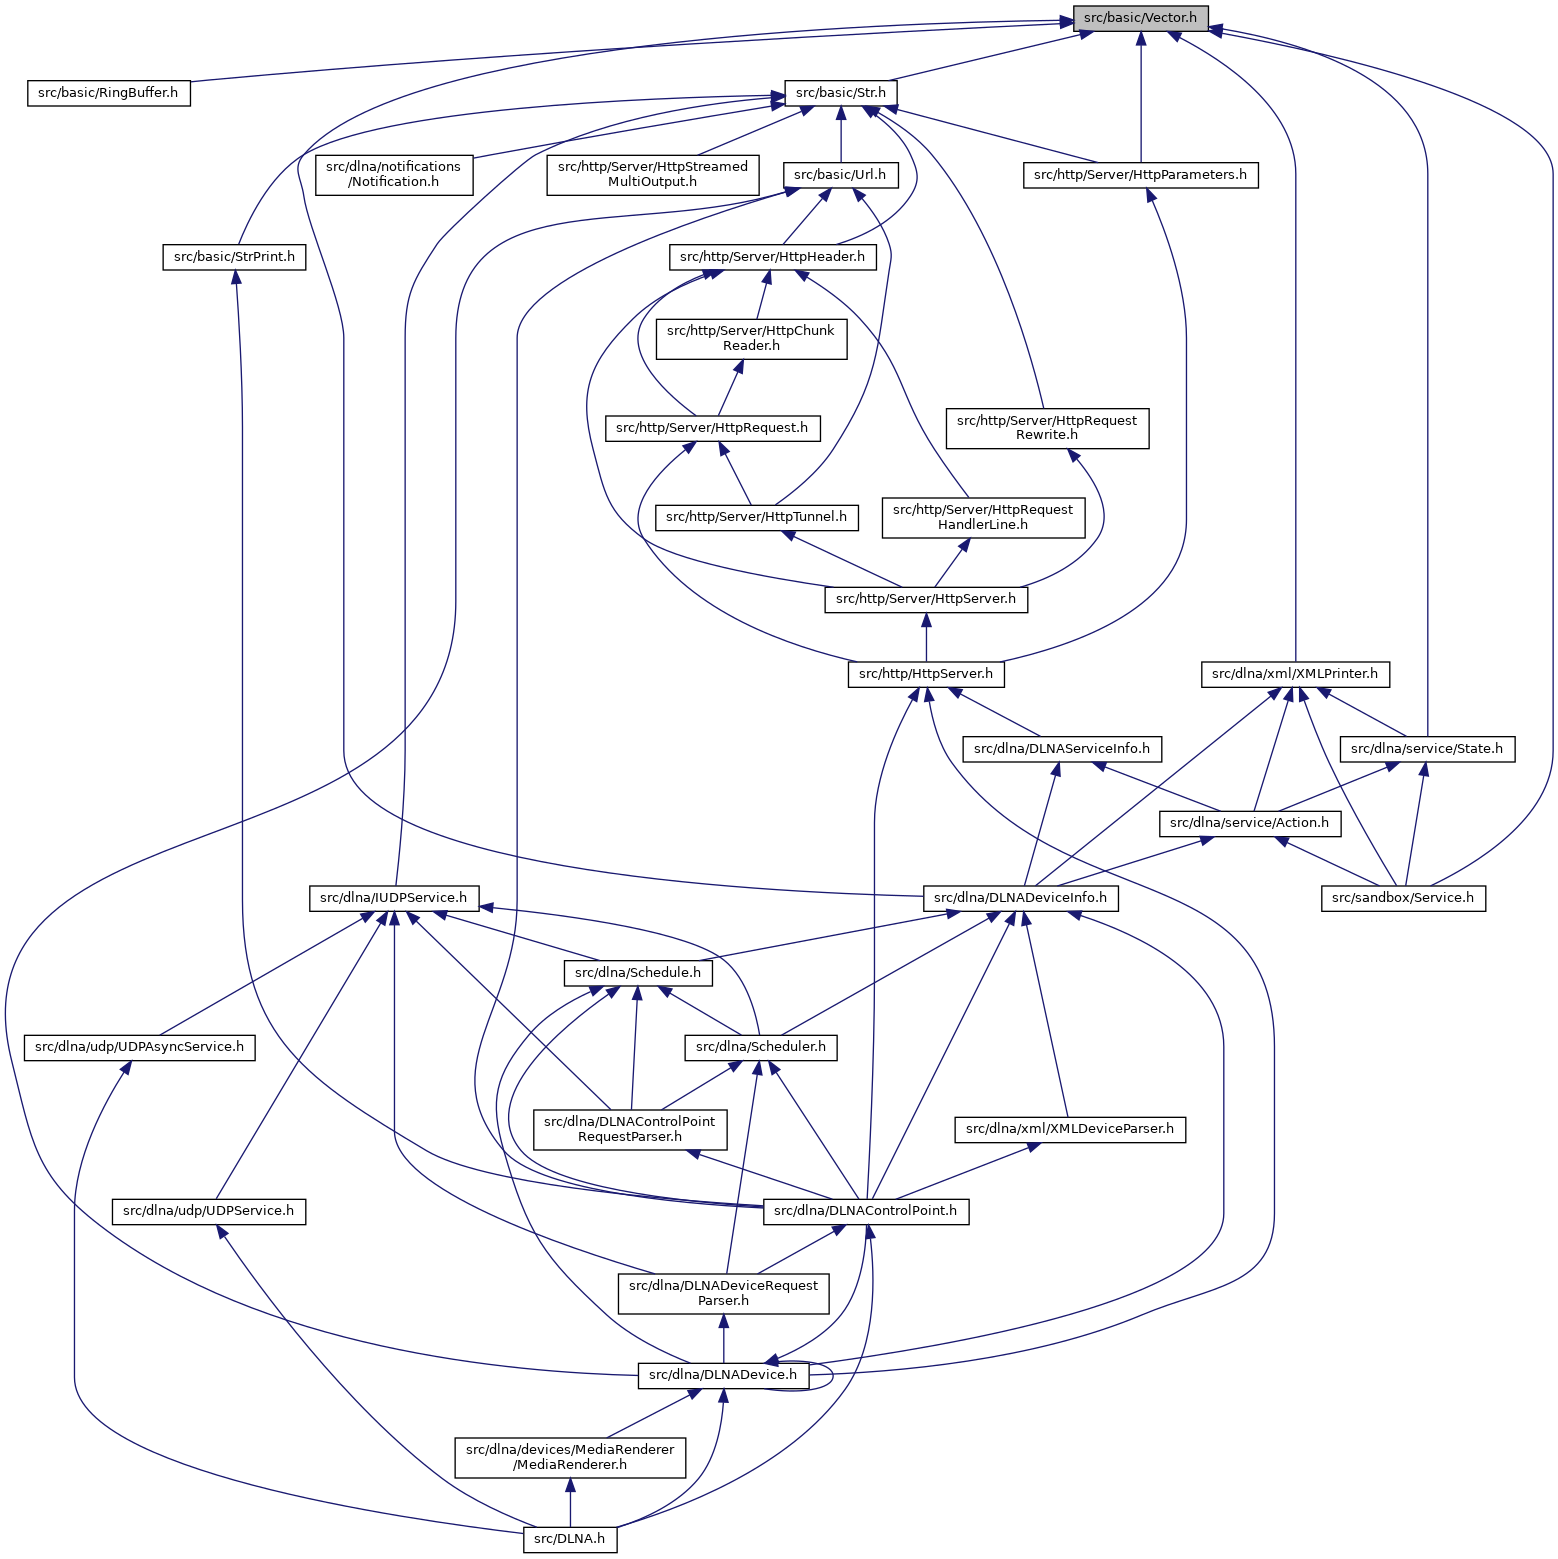 src/basic/Vector.h
src/basic/RingBuffer.h
src/basic/Str.h
src/dlna/notifications
/Notification.h
src/http/Server/HttpStreamed
MultiOutput.h
src/basic/Url.h
src/http/Server/HttpParameters.h
src/basic/StrPrint.h
src/http/Server/HttpHeader.h
src/http/Server/HttpChunk
Reader.h
src/http/Server/HttpRequest.h
src/http/Server/HttpRequest
Rewrite.h
src/http/Server/HttpTunnel.h
src/http/Server/HttpRequest
HandlerLine.h
src/http/Server/HttpServer.h
src/http/HttpServer.h
src/dlna/xml/XMLPrinter.h
src/dlna/DLNAServiceInfo.h
src/dlna/service/State.h
src/dlna/service/Action.h
src/dlna/IUDPService.h
src/dlna/DLNADeviceInfo.h
src/sandbox/Service.h
src/dlna/Schedule.h
src/dlna/udp/UDPAsyncService.h
src/dlna/Scheduler.h
src/dlna/DLNAControlPoint
RequestParser.h
src/dlna/xml/XMLDeviceParser.h
src/dlna/udp/UDPService.h
src/dlna/DLNAControlPoint.h
src/dlna/DLNADeviceRequest
Parser.h
src/dlna/DLNADevice.h
src/dlna/devices/MediaRenderer
/MediaRenderer.h
src/DLNA.h